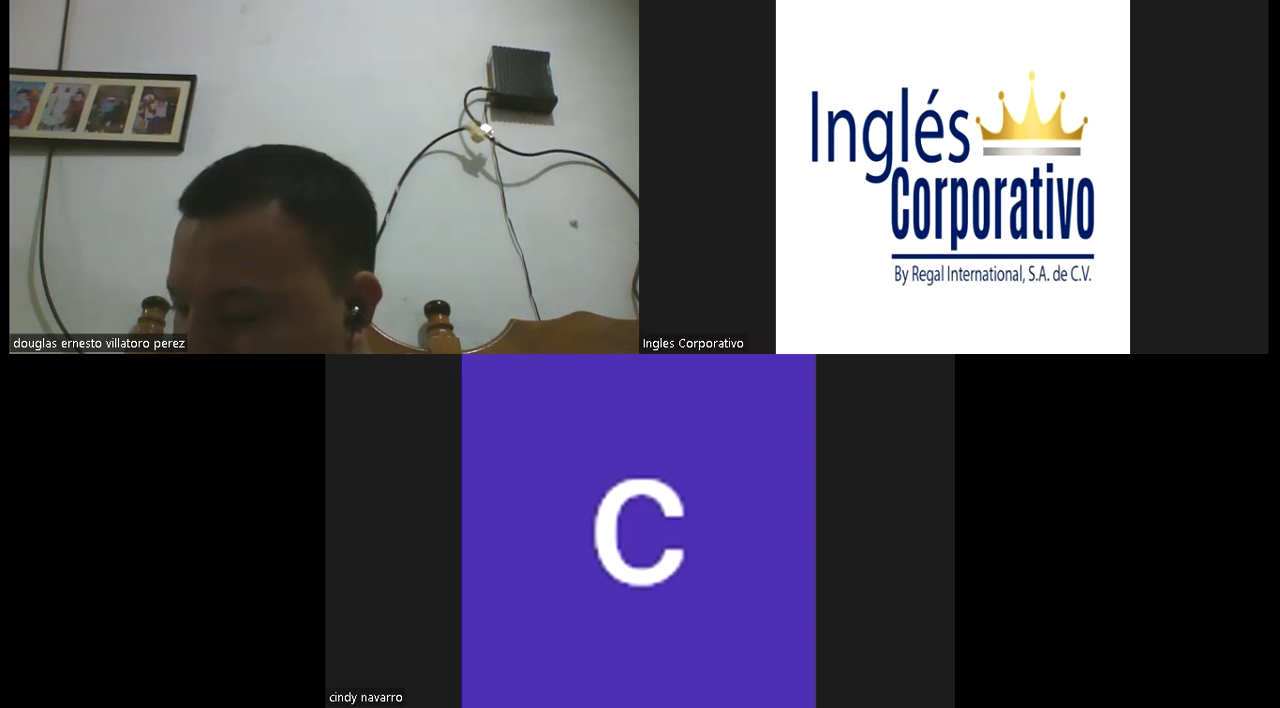 Inglés
Corporativo
By Regal International, S.A. de C.V.
douglas ernesto villatoro perez
Ingles Corporativo
C
cindy navarro